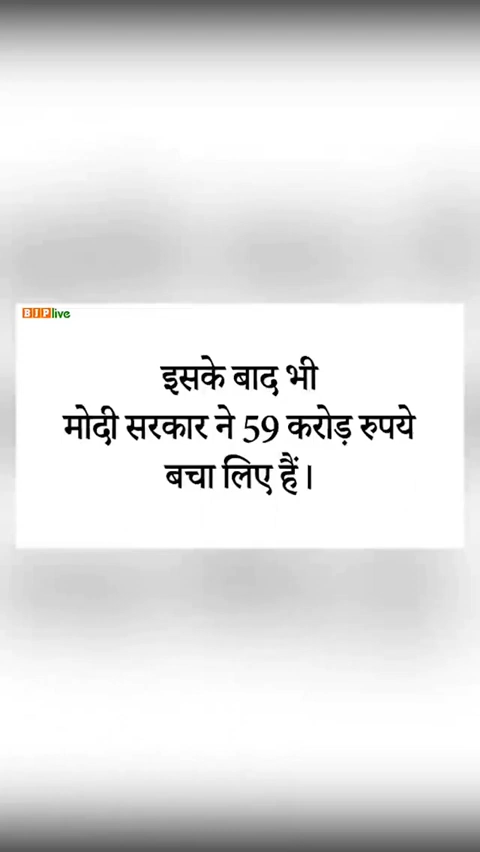 BJPlive
इसके बाद भी
मोदी सरकार ने 59 करोड़ रुपये
बचा लिए हैं।